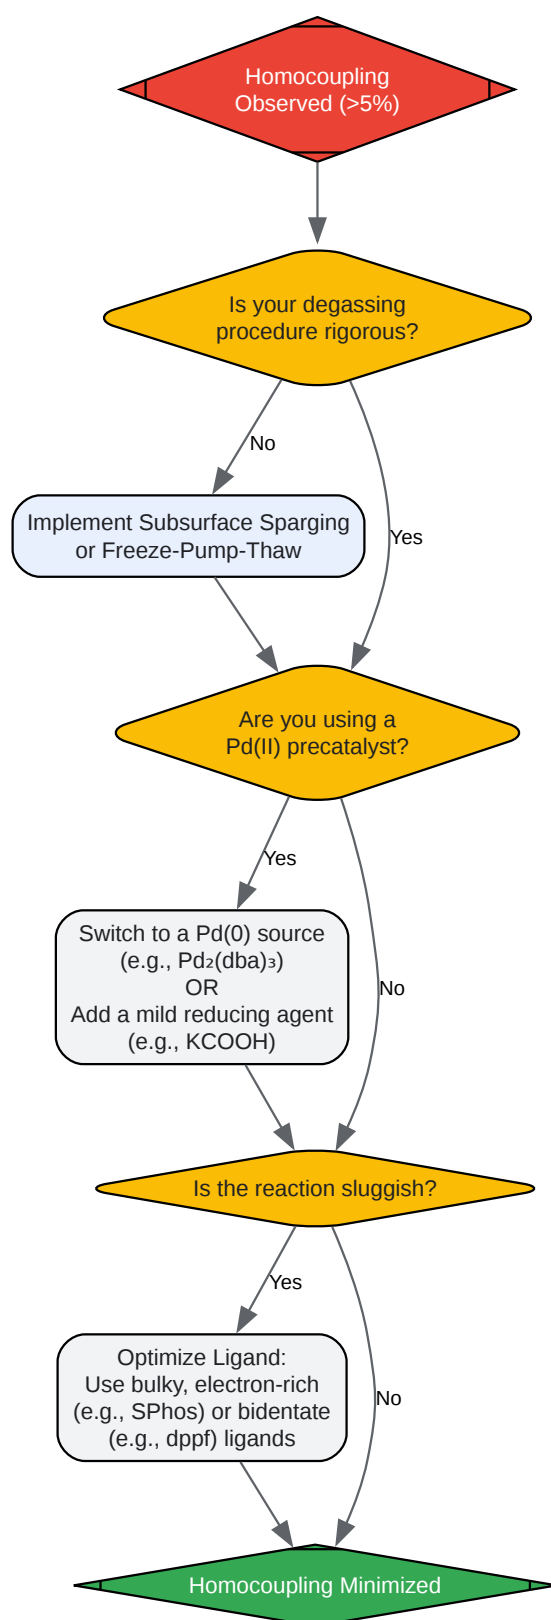 Homocoupling
Observed (>5%)
Is your degassing
procedure rigorous?
No
Implement Subsurface Sparging
or Freeze-Pump-Thaw
Yes
Are you using a
Pd(II) precatalyst?
Yes
Switch to a Pd(0) source
(e.g., Pd₂(dba)₃)
OR
Add a mild reducing agent
(e.g., KCOOH)
No
Is the reaction sluggish?
Yes
Optimize Ligand:
Use bulky, electron-rich
(e.g., SPhos) or bidentate
(e.g., dppf) ligands
No
Homocoupling Minimized